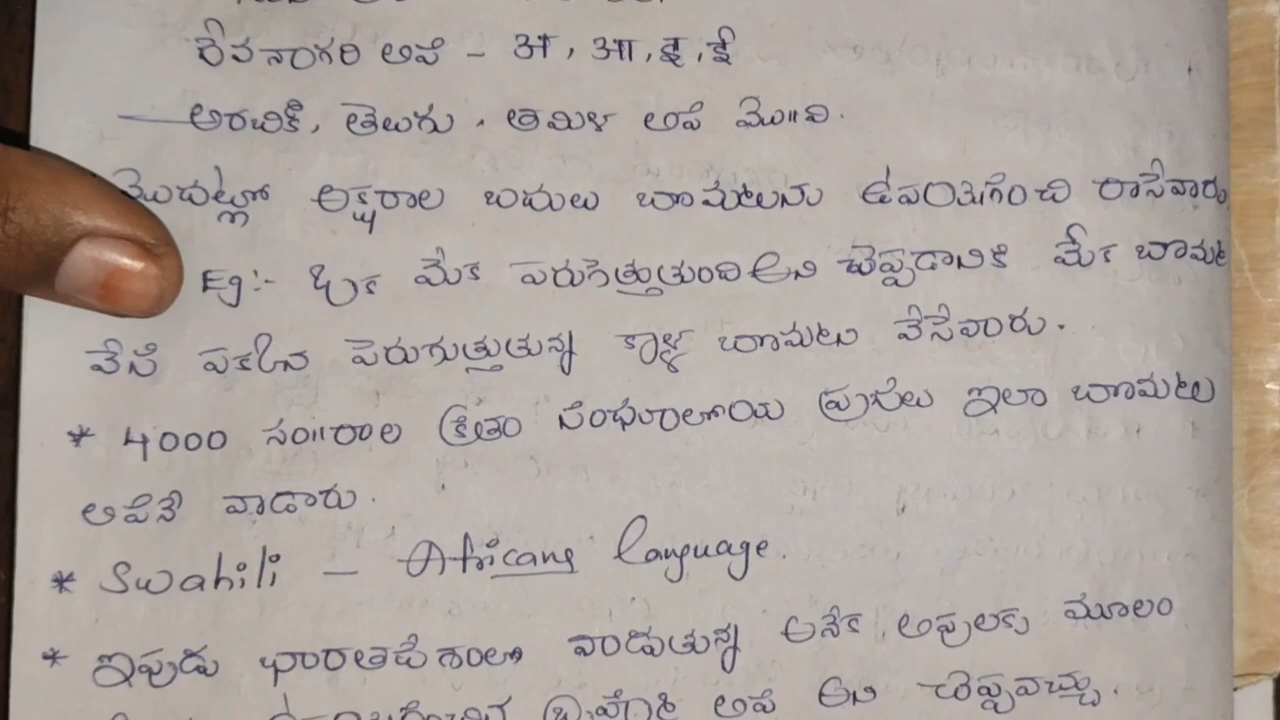 దేవనాగరి లిపి - अ, आ, इ, ई
అరబిక్, తెలుగు, తమిళ లిపి మొ॥వి.
మొదట్లో అక్షరాల బదులు బొమ్మలను ఉపయోగించి రాసేవారు
Eg:- ఒక మేక పరుగెత్తుతుంది అని చెప్పడానికి మేక బొమ్మ
వేసి పక్కన పెరుగుత్తుతున్న కాళ్ళ బొమ్మలు వేసేవారు.
* 4000 సం॥రాల క్రితం సింధూలోయ ప్రజలు ఇలా బొమ్మల
లిపినే వాడారు.
* Swahili - Africans language.
* ఇపుడు భారతదేశంలో వాడుతున్న అనేక లిపులకు మూలం
బ్రాహ్మి లిపి అని చెప్పవచ్చు.